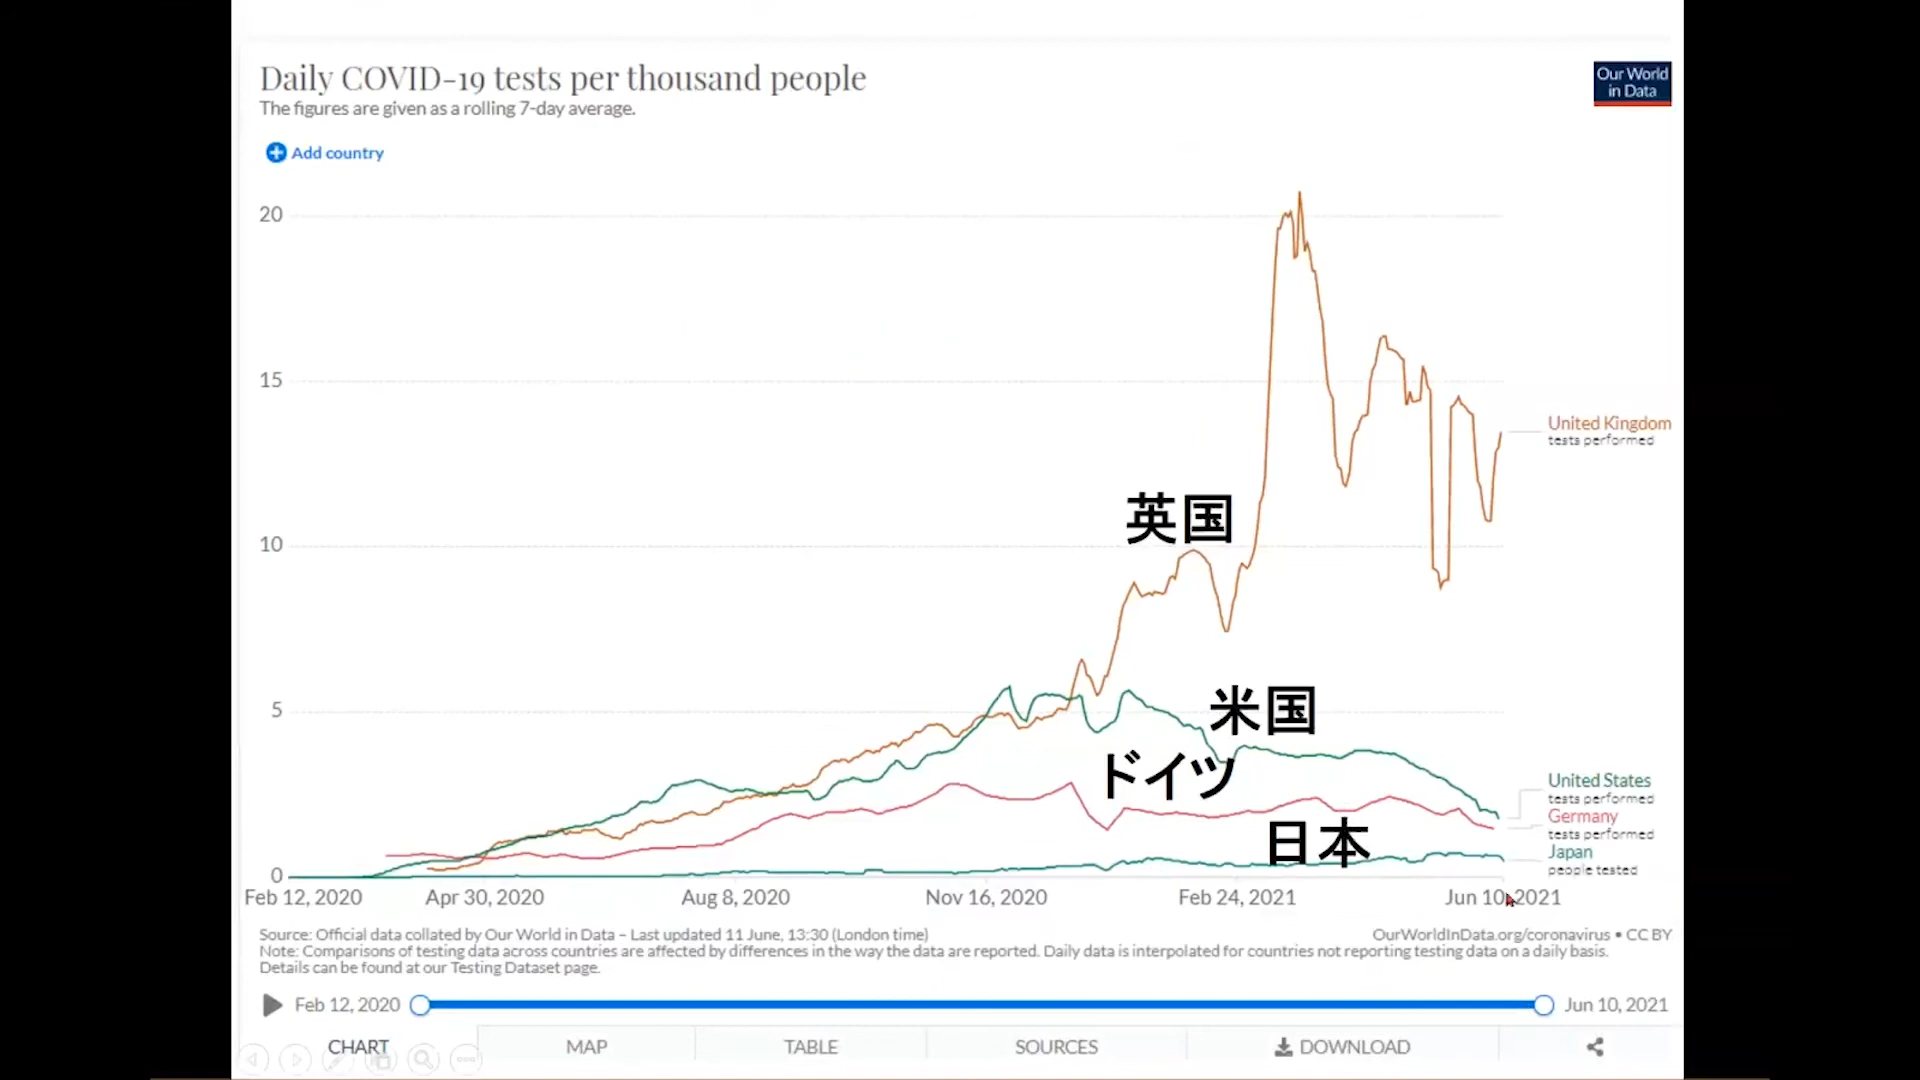 Daily COVID-19 tests per thousand people
The figures are given as a rolling 7-day average.
Our World
in Data
Add country
20
15
10
5
0
英国
米国
ドイツ
日本
United Kingdom
tests performed
United States
tests performed
Germany
tests performed
Japan
people tested
Feb 12, 2020
Apr 30, 2020
Aug 8, 2020
Nov 16, 2020
Feb 24, 2021
Jun 10, 2021
Source: Official data collated by Our World in Data – Last updated 11 June, 13:30 (London time)
OurWorldInData.org/coronavirus • CC BY
Note: Comparisons of testing data across countries are affected by differences in the way the data are reported. Daily data is interpolated for countries not reporting testing data on a daily basis.
Details can be found at our Testing Dataset page.
Feb 12, 2020
Jun 10, 2021
CHART
MAP
TABLE
SOURCES
DOWNLOAD